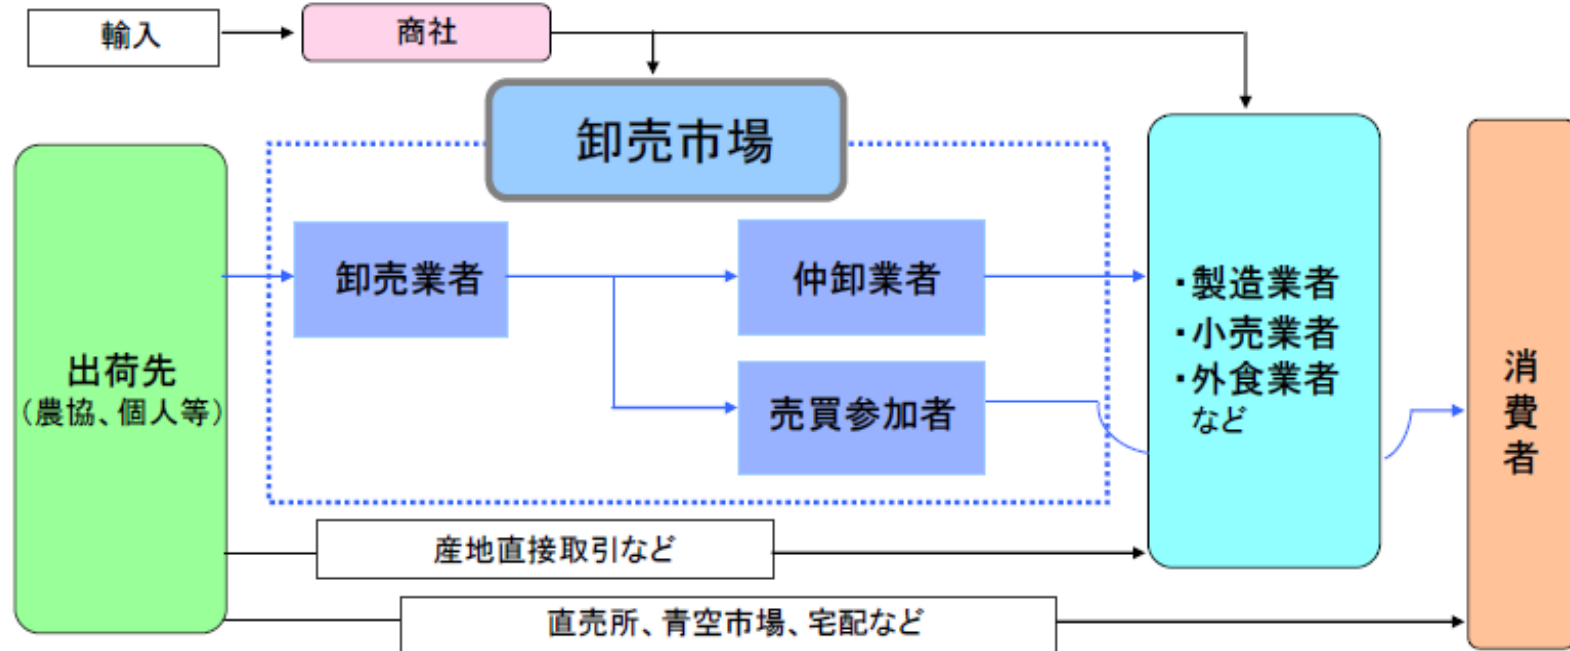 輸入
商社
卸売市場
卸売業者
仲卸業者
売買参加者
出荷先
（農協、個人等）
・製造業者
・小売業者
・外食業者
など
消費者
産地直接取引など
直売所、青空市場、宅配など